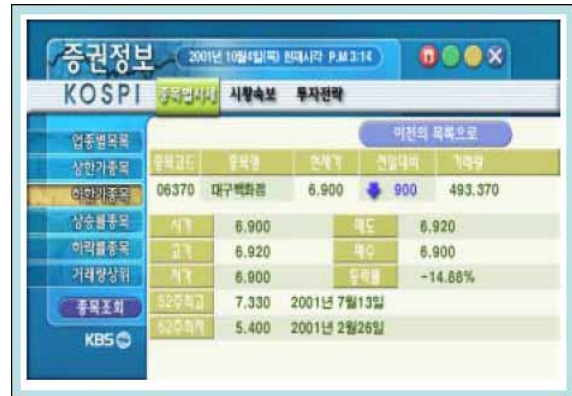 증권정보 2001년 10월4일(목) 현재시각 P.M 3:14
KOSPI 종목별시세 시황속보 투자전략
이전의 목록으로
업종별목록
상한가종목
하한가종목
상승률종목
하락률종목
거래량상위
종목조회
KBS
종목코드 종목명 현재가 전일대비 거래량
06370 대구백화점 6.900 900 493.370
시가 6.900 매도 6.920
고가 6.920 매수 6.900
저가 6.900 등락률 -14.88%
52주최고 7.330 2001년 7월13일
52주최저 5.400 2001년 2월26일